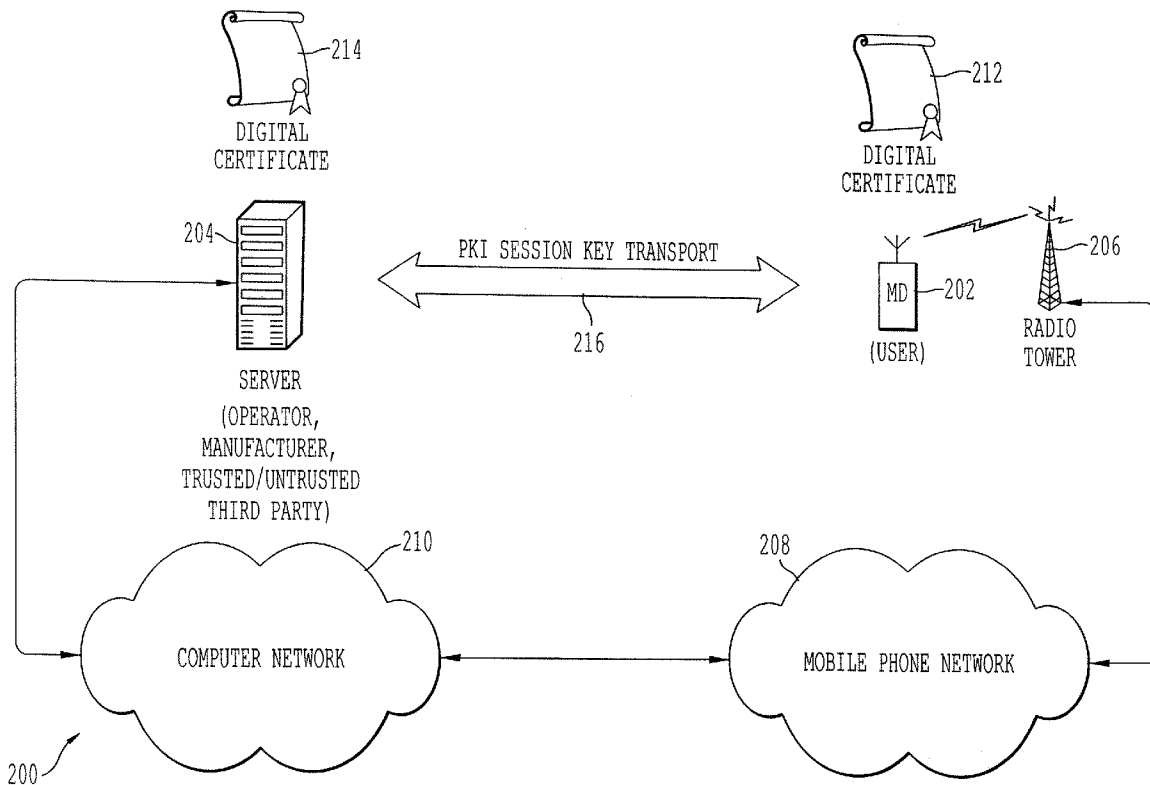 214
DIGITAL
CERTIFICATE
212
DIGITAL
CERTIFICATE
204
PKI SESSION KEY TRANSPORT
216
MD
202
(USER)
206
RADIO
TOWER
SERVER
(OPERATOR,
MANUFACTURER,
TRUSTED/UNTRUSTED
THIRD PARTY)
210
COMPUTER NETWORK
208
MOBILE PHONE NETWORK
200